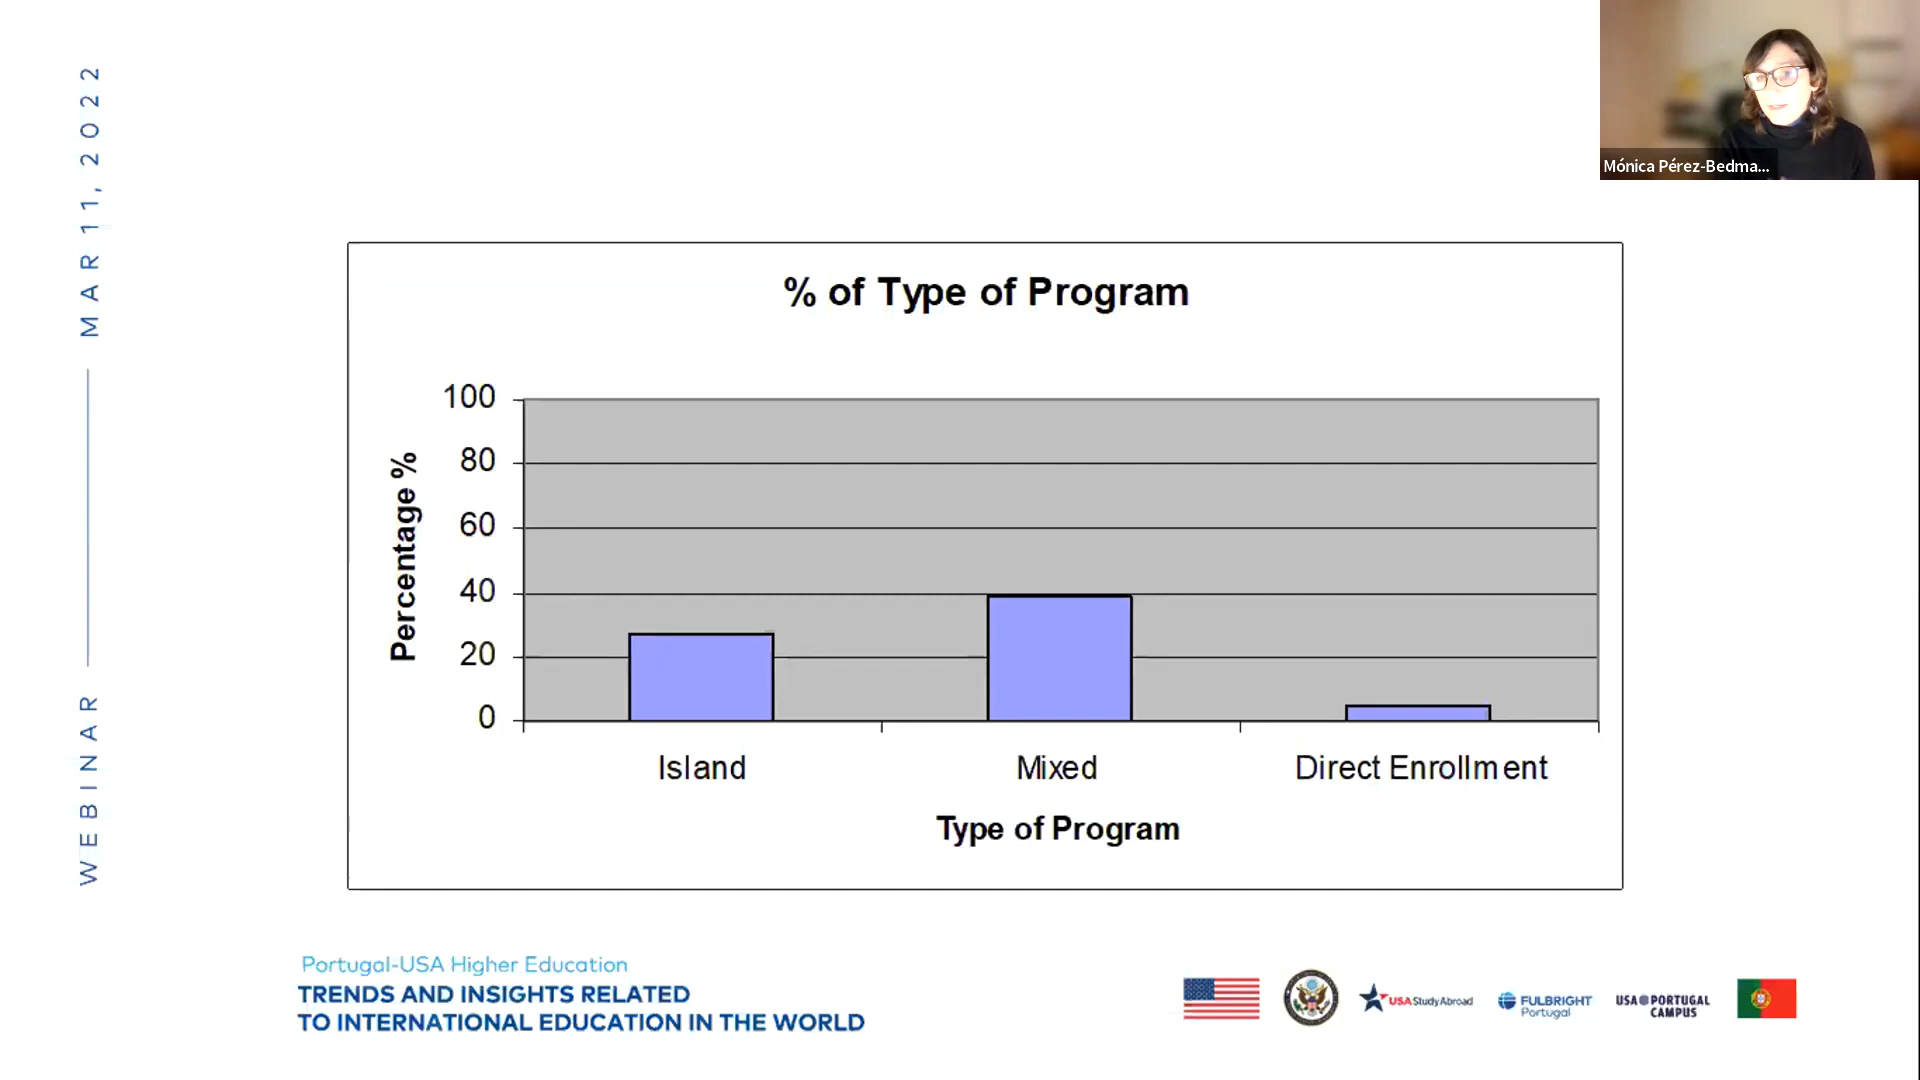 WEBINAR
MAR 11, 2022
Mónica Pérez-Bedma...
% of Type of Program
Percentage %
100
80
60
40
20
0
Island
Mixed
Direct Enrollment
Type of Program
Portugal-USA Higher Education
TRENDS AND INSIGHTS RELATED
TO INTERNATIONAL EDUCATION IN THE WORLD
USA Study Abroad
FULBRIGHT
Portugal
USA PORTUGAL
CAMPUS